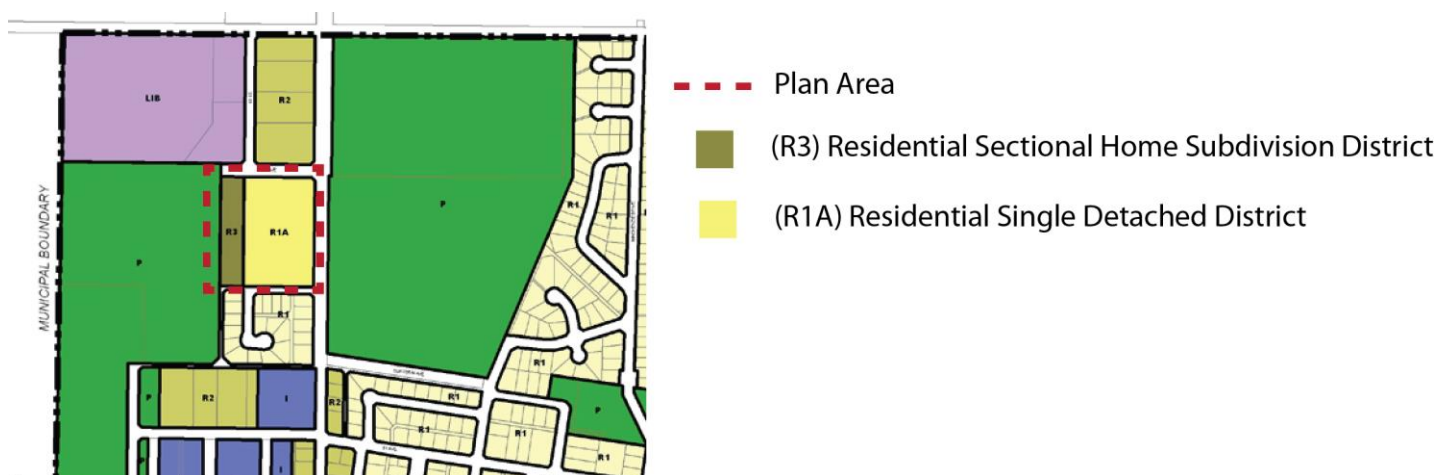 LIB
R2
Plan Area
(R3) Residential Sectional Home Subdivision District
(R1A) Residential Single Detached District
MUNICIPAL BOUNDARY
P
R1
R1
P
R3
R1A
R1
R1
P
R2
I
R2
R1
P
R1
R1
I
R1